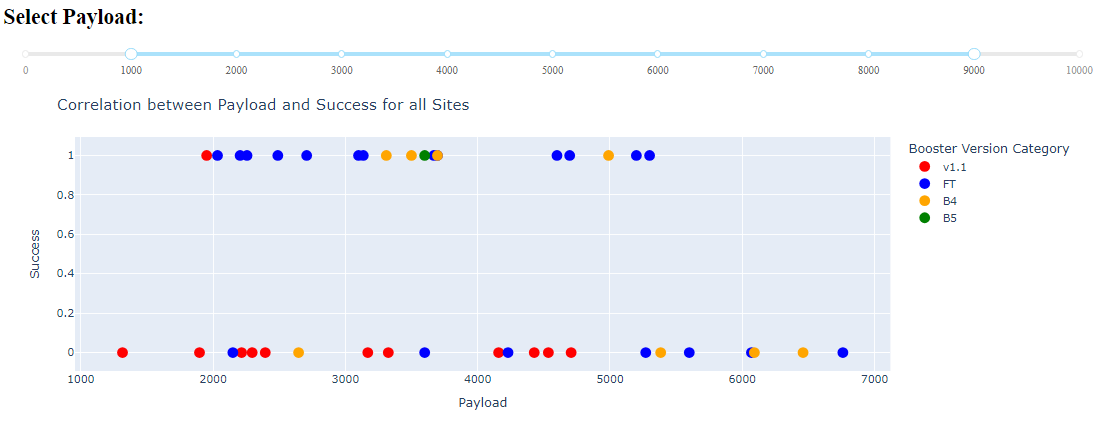 Select Payload:
0 1000 2000 3000 4000 5000 6000 7000 8000 9000 10000
Correlation between Payload and Success for all Sites
Booster Version Category
v1.1
FT
B4
B5
1
0.8
0.6
0.4
0.2
0
Success
1000 2000 3000 4000 5000 6000 7000
Payload